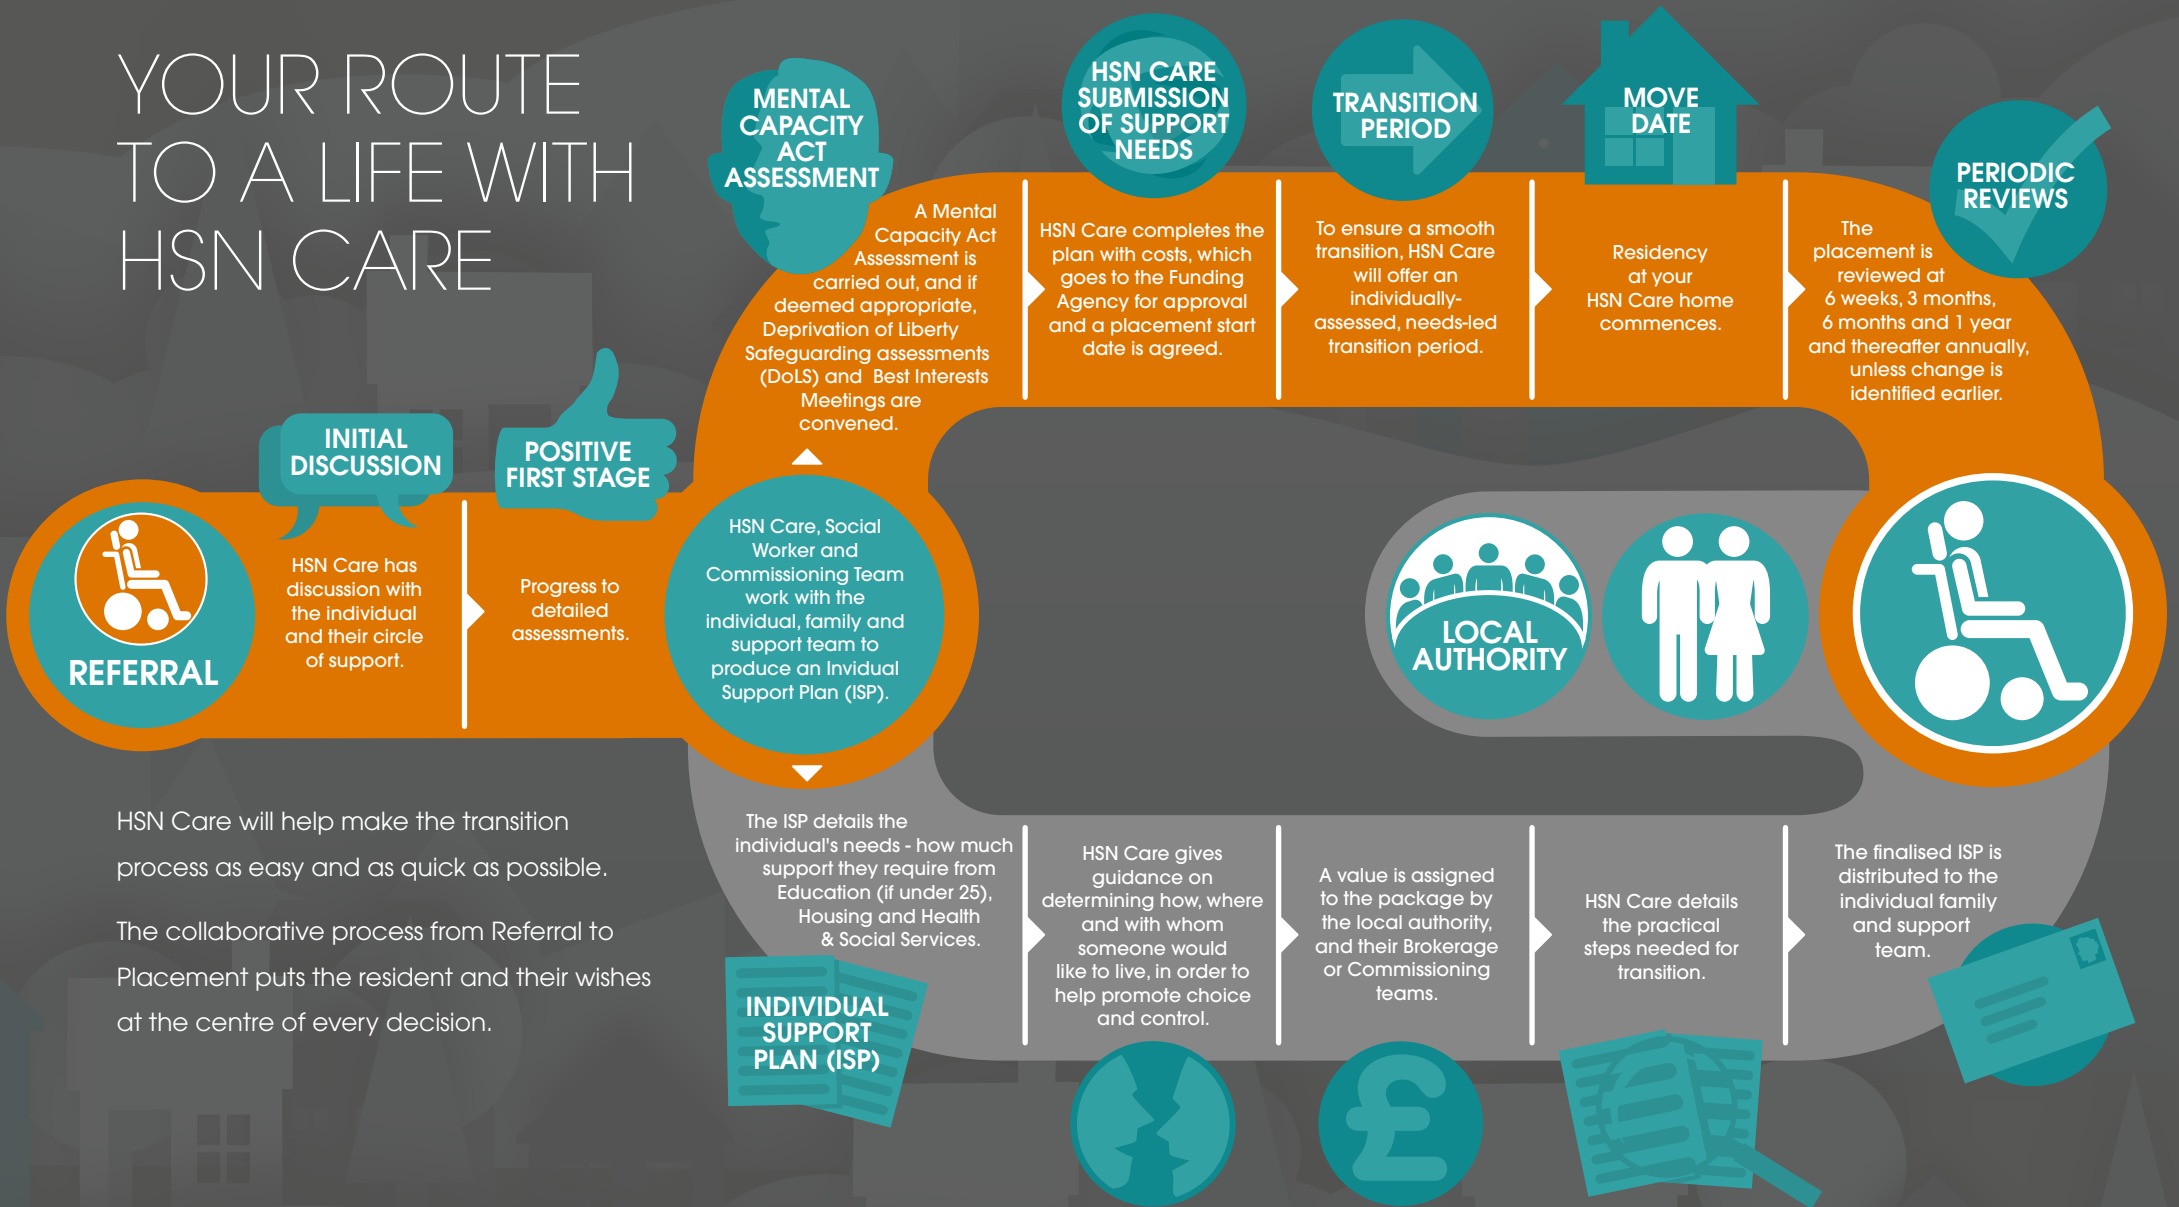 YOUR ROUTE
TO A LIFE WITH
HSN CARE
REFERRAL
INITIAL
DISCUSSION
HSN Care has
discussion with
the individual
and their circle
of support.
POSITIVE
FIRST STAGE
Progress to
detailed
assessments.
HSN Care, Social
Worker and
Commissioning Team
work with the
individual, family and
support team to
produce an Invidual
Support Plan (ISP).
MENTAL
CAPACITY
ACT
ASSESSMENT
A Mental
Capacity Act
Assessment is
carried out, and if
deemed appropriate,
Deprivation of Liberty
Safeguarding assessments
(DoLS) and Best Interests
Meetings are
convened.
HSN CARE
SUBMISSION
OF SUPPORT
NEEDS
HSN Care completes the
plan with costs, which
goes to the Funding
Agency for approval
and a placement start
date is agreed.
TRANSITION
PERIOD
To ensure a smooth
transition, HSN Care
will offer an
individually-
assessed, needs-led
transition period.
MOVE
DATE
Residency
at your
HSN Care home
commences.
PERIODIC
REVIEWS
The
placement is
reviewed at
6 weeks, 3 months,
6 months and 1 year
and thereafter annually,
unless change is
identified earlier.
LOCAL
AUTHORITY
The ISP details the
individual's needs - how much
support they require from
Education (if under 25),
Housing and Health
& Social Services.
INDIVIDUAL
SUPPORT
PLAN (ISP)
HSN Care gives
guidance on
determining how, where
and with whom
someone would
like to live, in order to
help promote choice
and control.
A value is assigned
to the package by
the local authority,
and their Brokerage
or Commissioning
teams.
HSN Care details
the practical
steps needed for
transition.
The finalised ISP is
distributed to the
individual family
and support
team.
HSN Care will help make the transition
process as easy and as quick as possible.
The collaborative process from Referral to
Placement puts the resident and their wishes
at the centre of every decision.